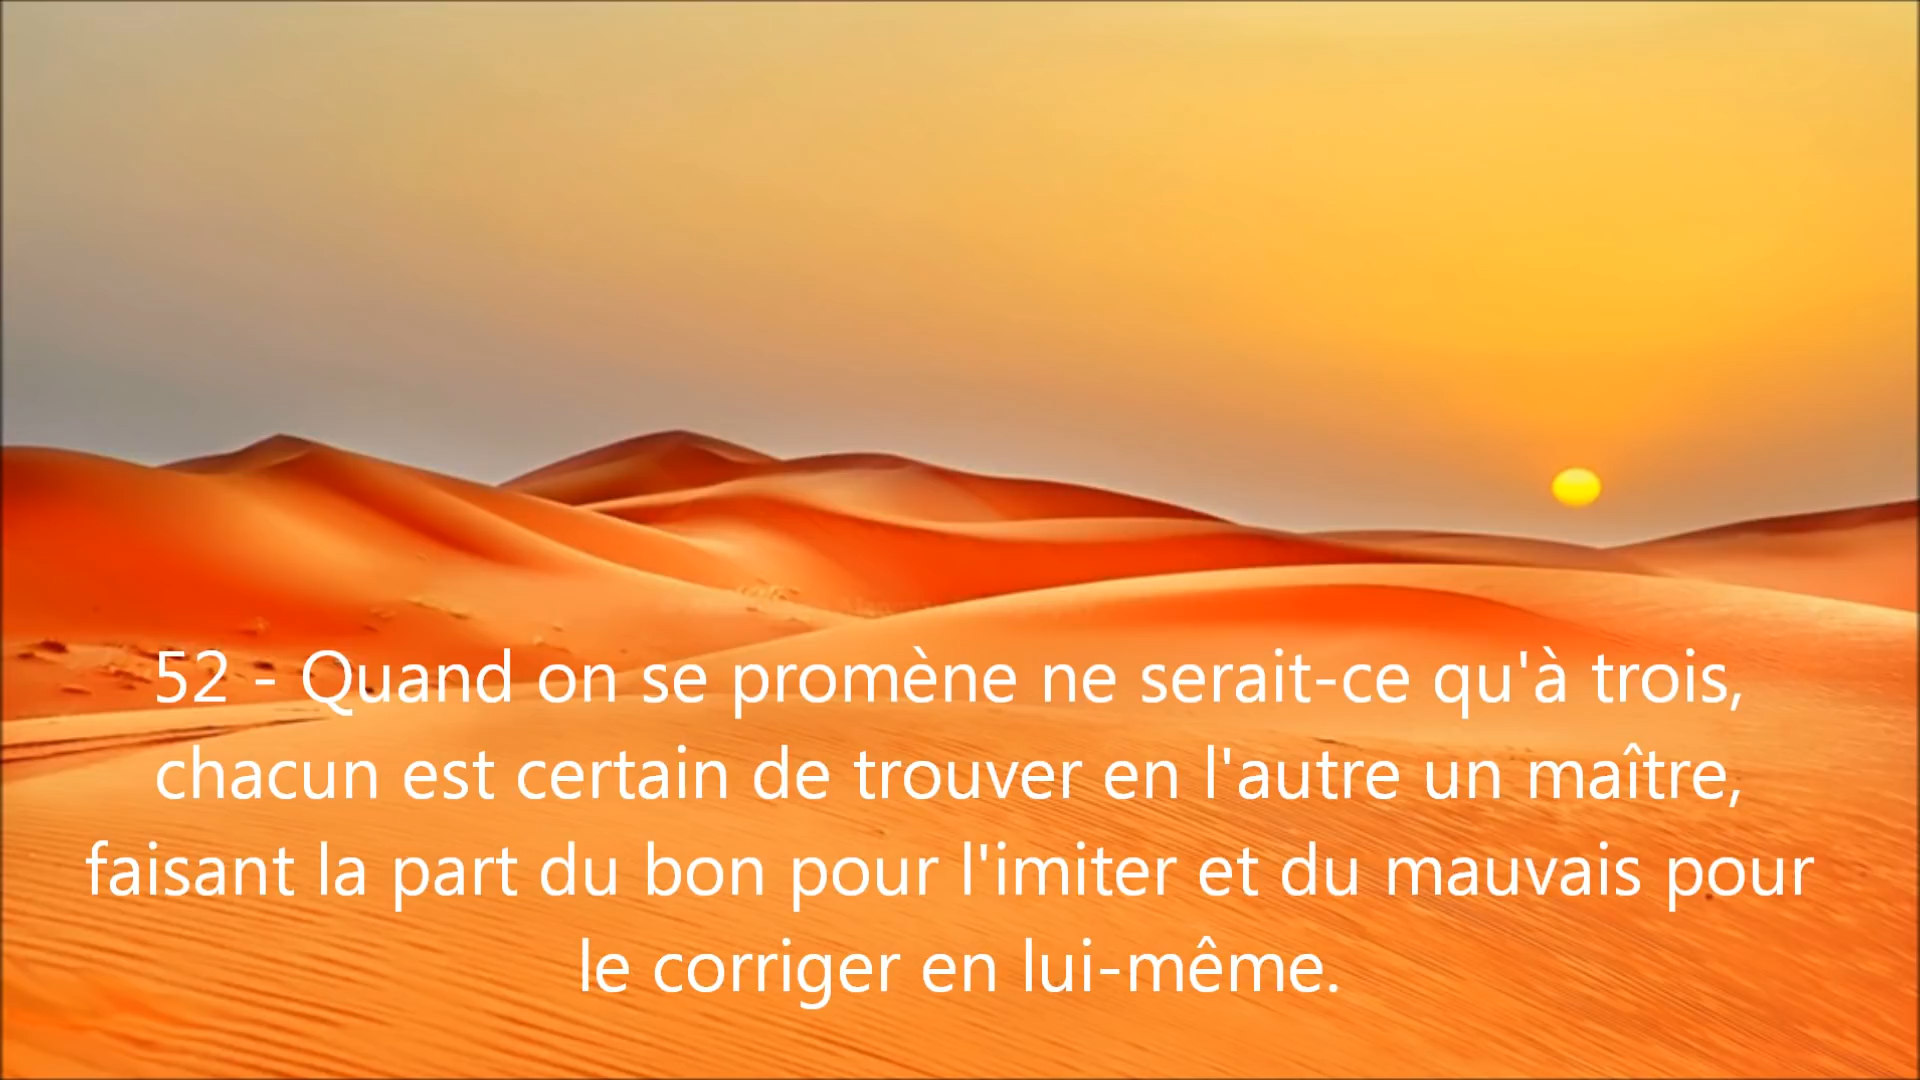 52 - Quand on se promène ne serait-ce qu'à trois,
chacun est certain de trouver en l'autre un maître,
faisant la part du bon pour l'imiter et du mauvais pour
le corriger en lui-même.